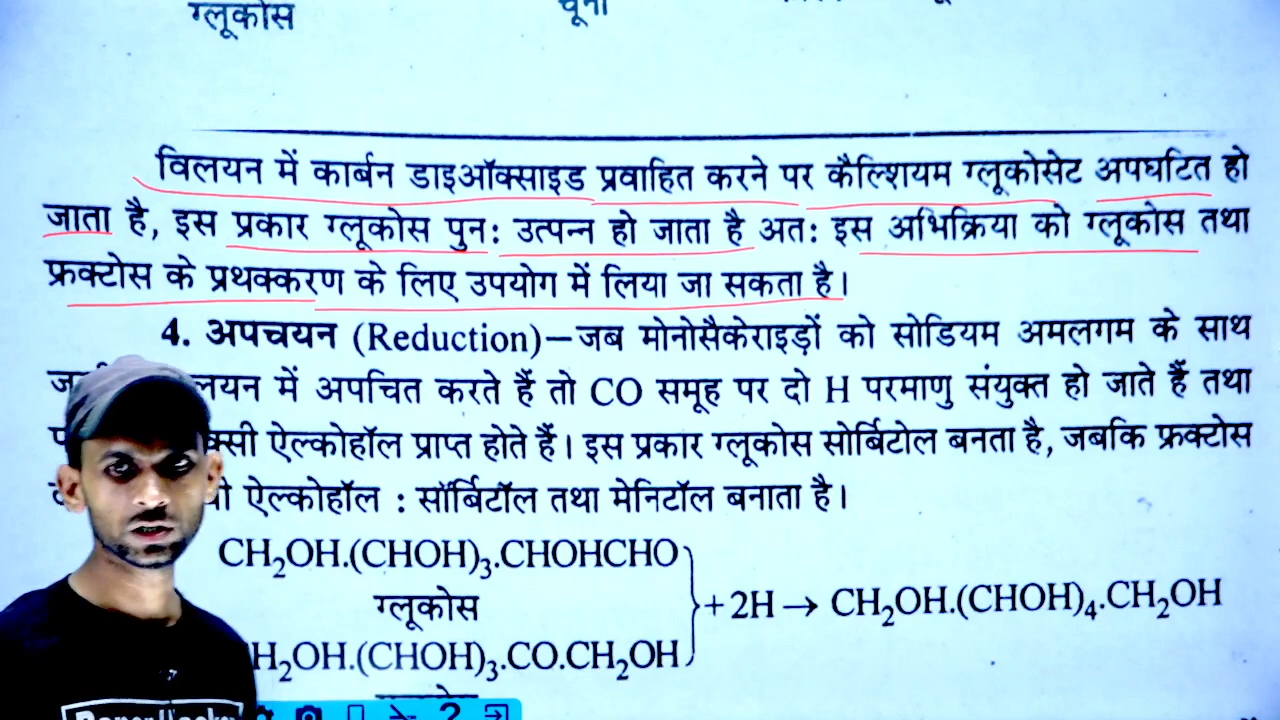 ग्लूकोस चूना
विलयन में कार्बन डाइऑक्साइड प्रवाहित करने पर कैल्शियम ग्लूकोसेट अपघटित हो
जाता है, इस प्रकार ग्लूकोस पुन: उत्पन्न हो जाता है अत: इस अभिक्रिया को ग्लूकोस तथा
फ्रक्टोस के प्रथक्करण के लिए उपयोग में लिया जा सकता है।
4. अपचयन (Reduction)—जब मोनोसैकेराइड़ों को सोडियम अमलगम के साथ
में अपचित करते हैं तो CO समूह पर दो H परमाणु संयुक्त हो जाते हैं तथा
ऐल्कोहॉल प्राप्त होते हैं। इस प्रकार ग्लूकोस सोर्बिटोल बनता है, जबकि फ्रक्टोस
ऐल्कोहॉल : सॉर्बिटॉल तथा मेनिटॉल बनाता है।
CH₂OH.(CHOH)₃.CHOHCHO
ग्लूकोस
+ 2H → CH₂OH.(CHOH)₄.CH₂OH
H₂OH.(CHOH)₃.CO.CH₂OH